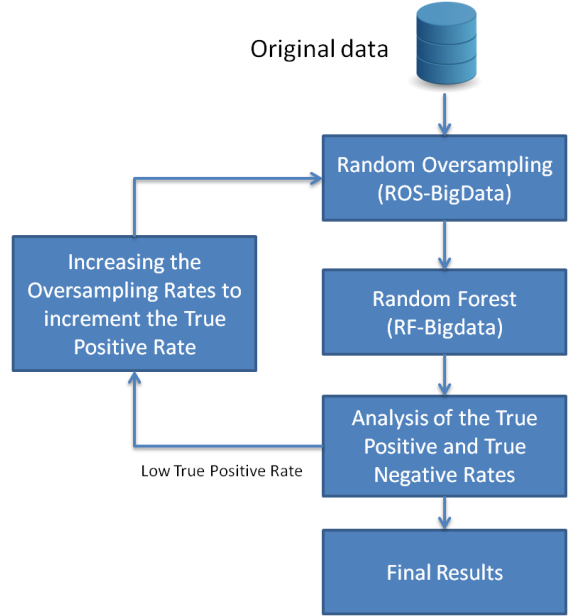 Original data
Random Oversampling
(ROS-BigData)
Increasing the
Oversampling Rates to
increment the True
Positive Rate
Random Forest
(RF-Bigdata)
Analysis of the True
Positive and True
Negative Rates
Low True Positive Rate
Final Results